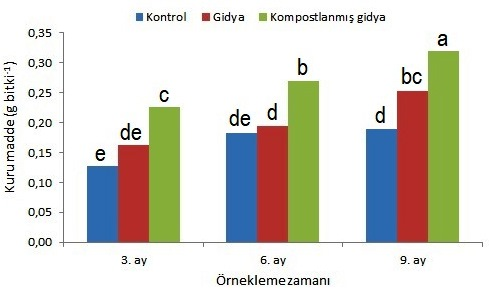 Kontrol Gidya Kompostlanmış gidya
Kuru madde (g bitki-1)
0,35
0,30
0,25
0,20
0,15
0,10
0,05
0,00
e de c
de d b
d bc a
3. ay 6. ay 9. ay
Örneklemezamanı